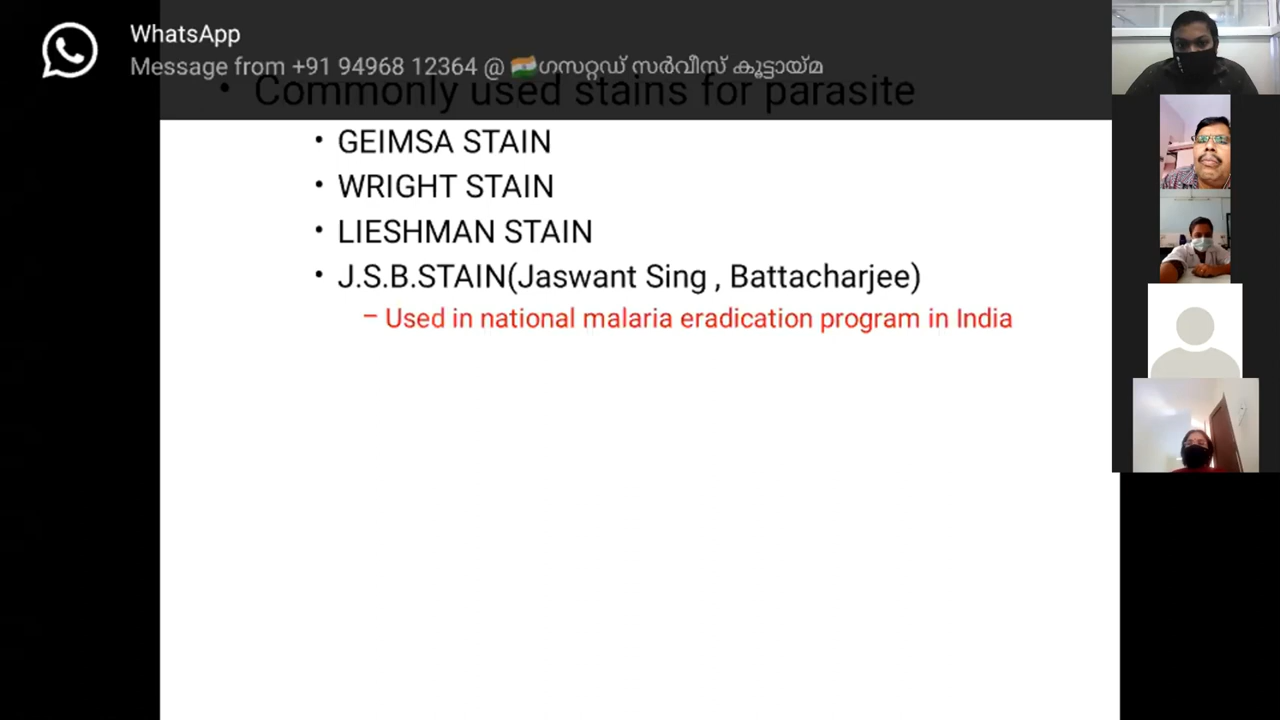 WhatsApp
Message from +91 94968 12364 @ 🇮🇳ഗസറ്റഡ് സർവീസ് കൂട്ടായ്മ
• Commonly used stains for parasite
• GEIMSA STAIN
• WRIGHT STAIN
• LIESHMAN STAIN
• J.S.B.STAIN(Jaswant Sing , Battacharjee)
– Used in national malaria eradication program in India